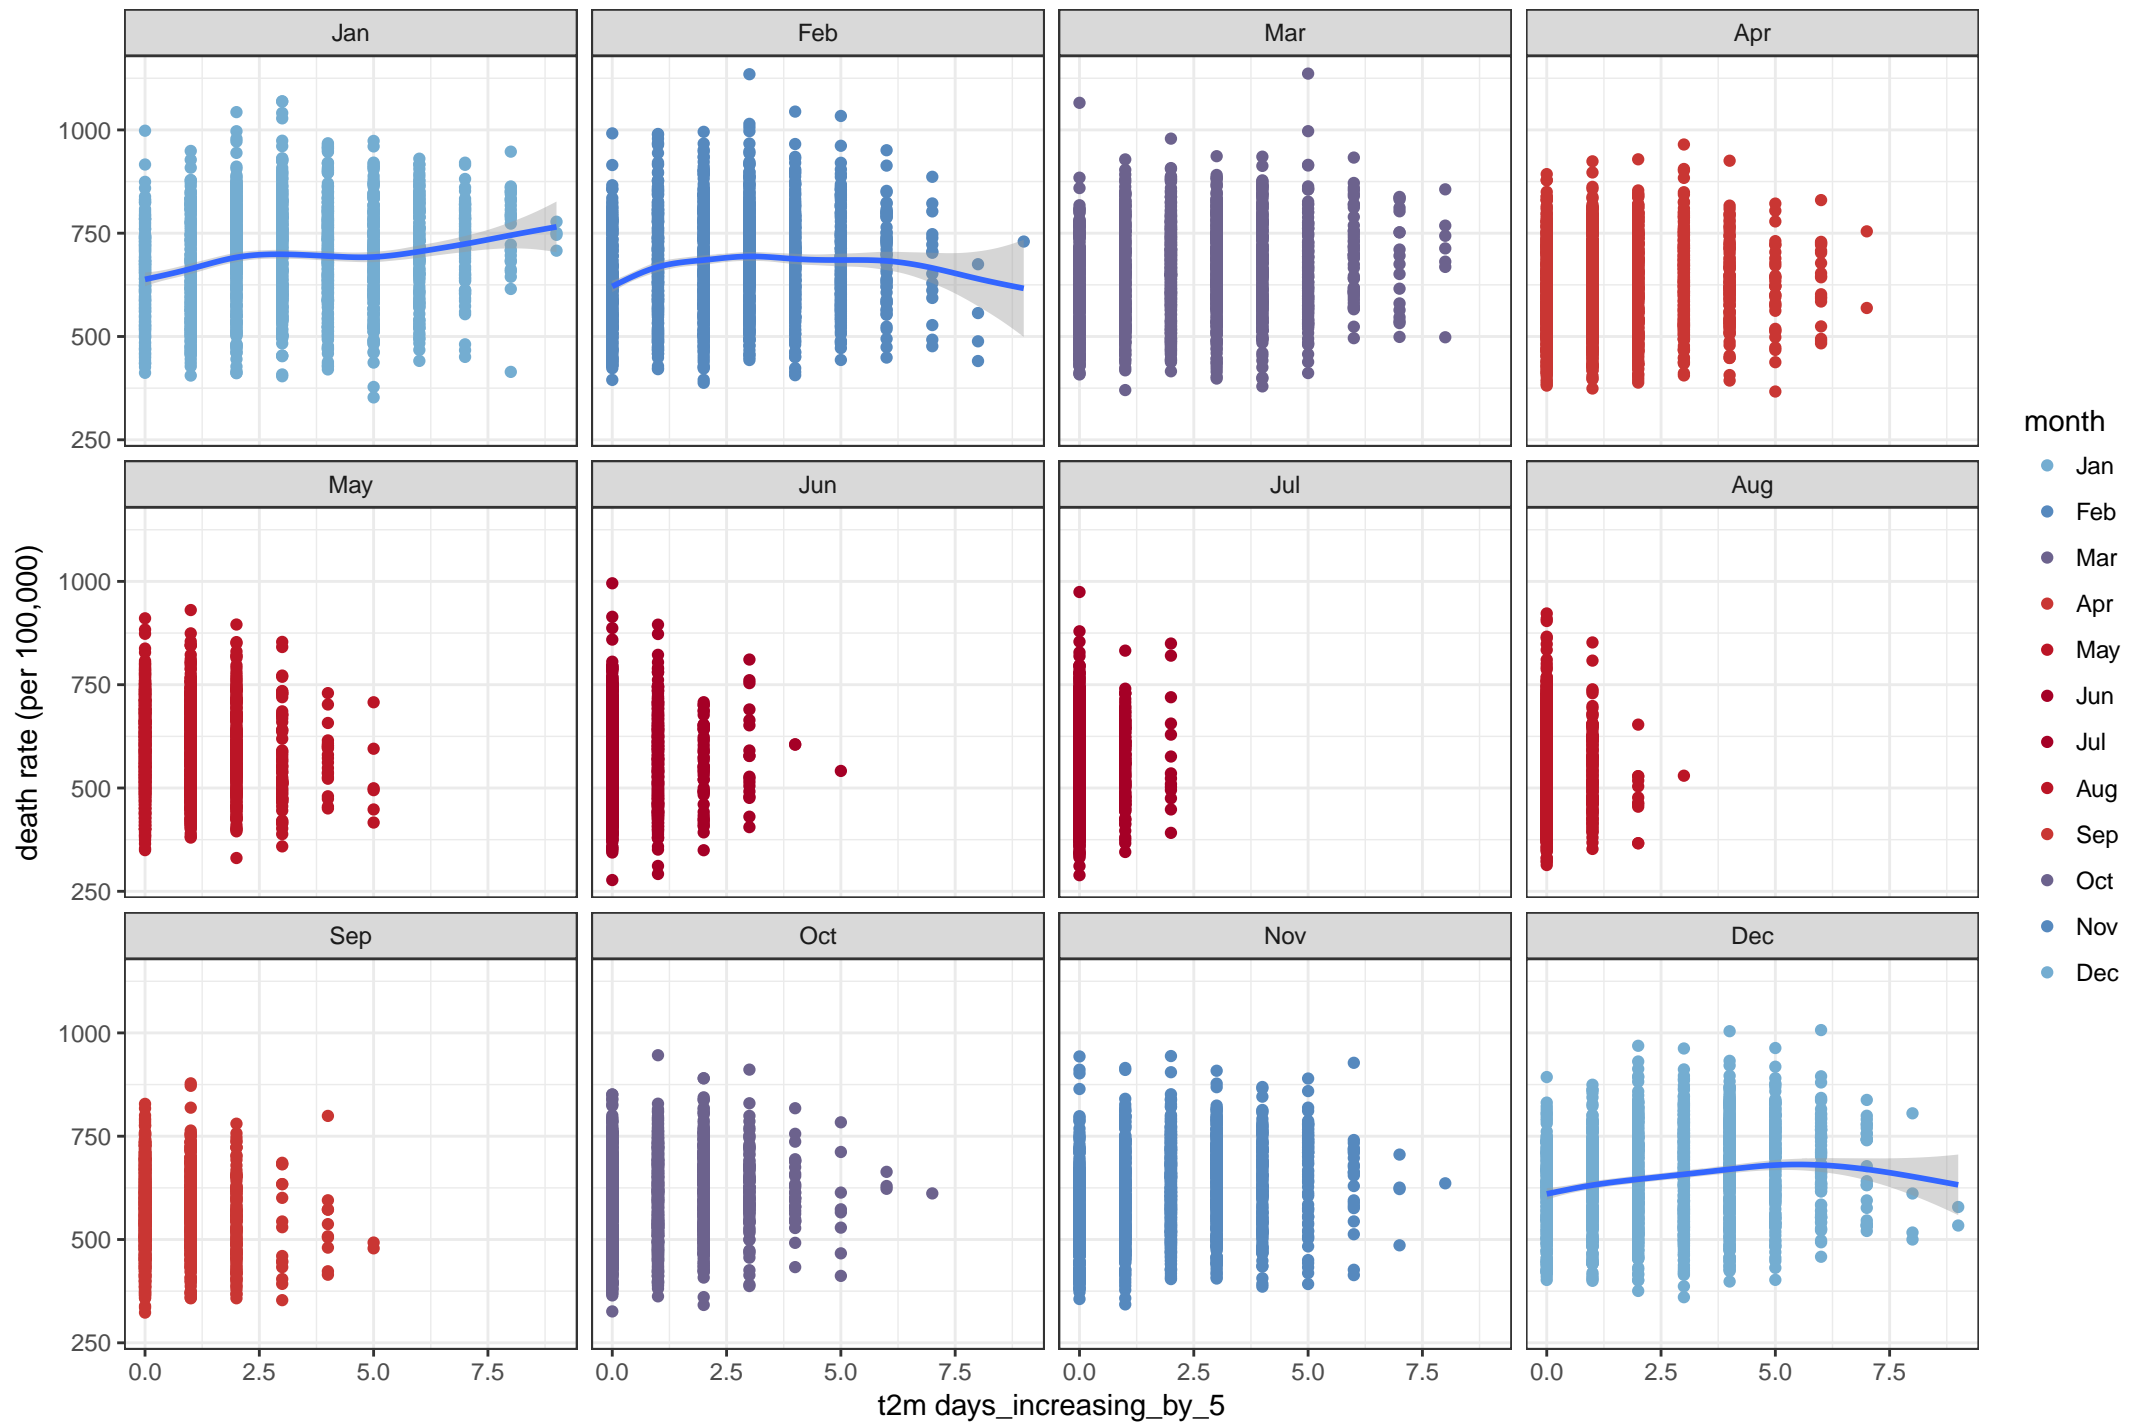 Jan Feb Mar Apr
1000
750
500
250
May Jun Jul Aug
1000
750
500
250
Sep Oct Nov Dec
1000
750
500
250
0.0 2.5 5.0 7.5 0.0 2.5 5.0 7.5 0.0 2.5 5.0 7.5 0.0 2.5 5.0 7.5
t2m days_increasing_by_5
death rate (per 100,000)
month
Jan
Feb
Mar
Apr
May
Jun
Jul
Aug
Sep
Oct
Nov
Dec